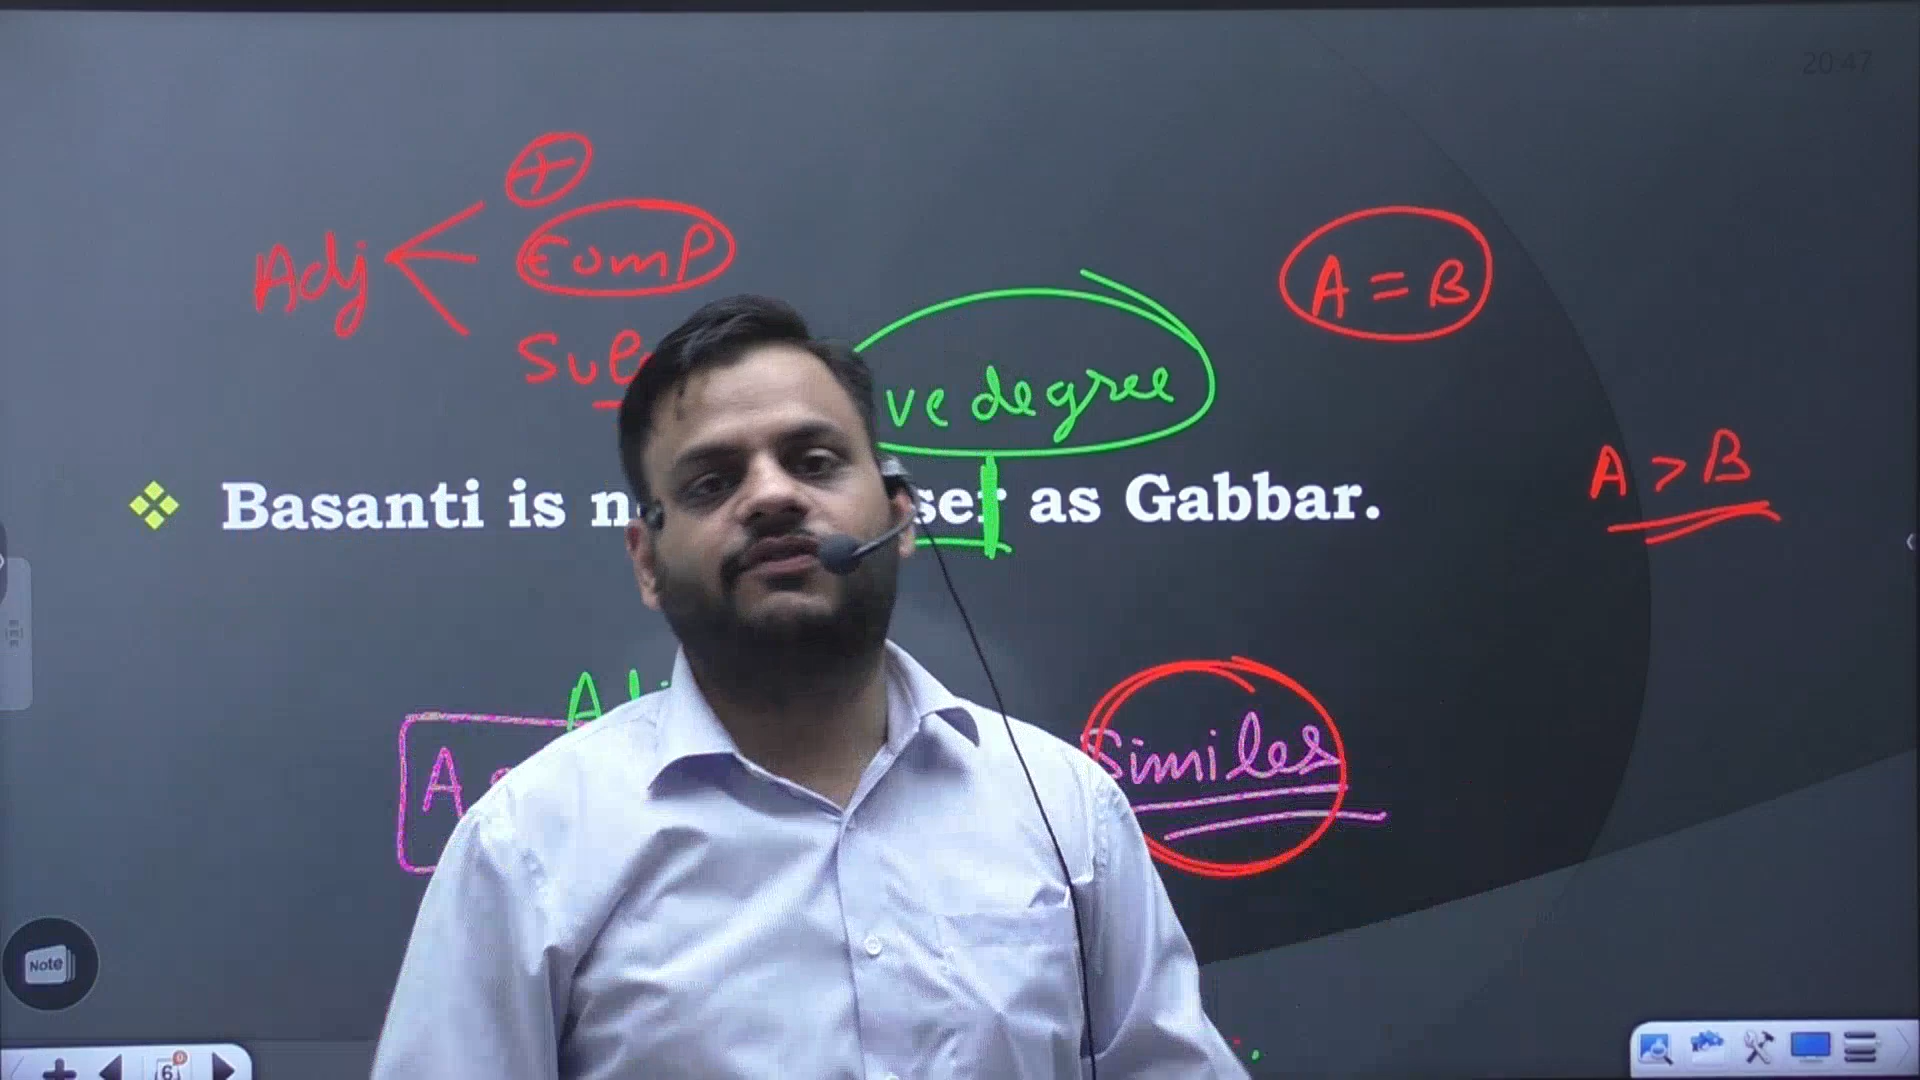 20:47
+
Adj
Comp
A = B
ve degree
A > B
Basanti is as Gabbar.
A
Similes
Note
6